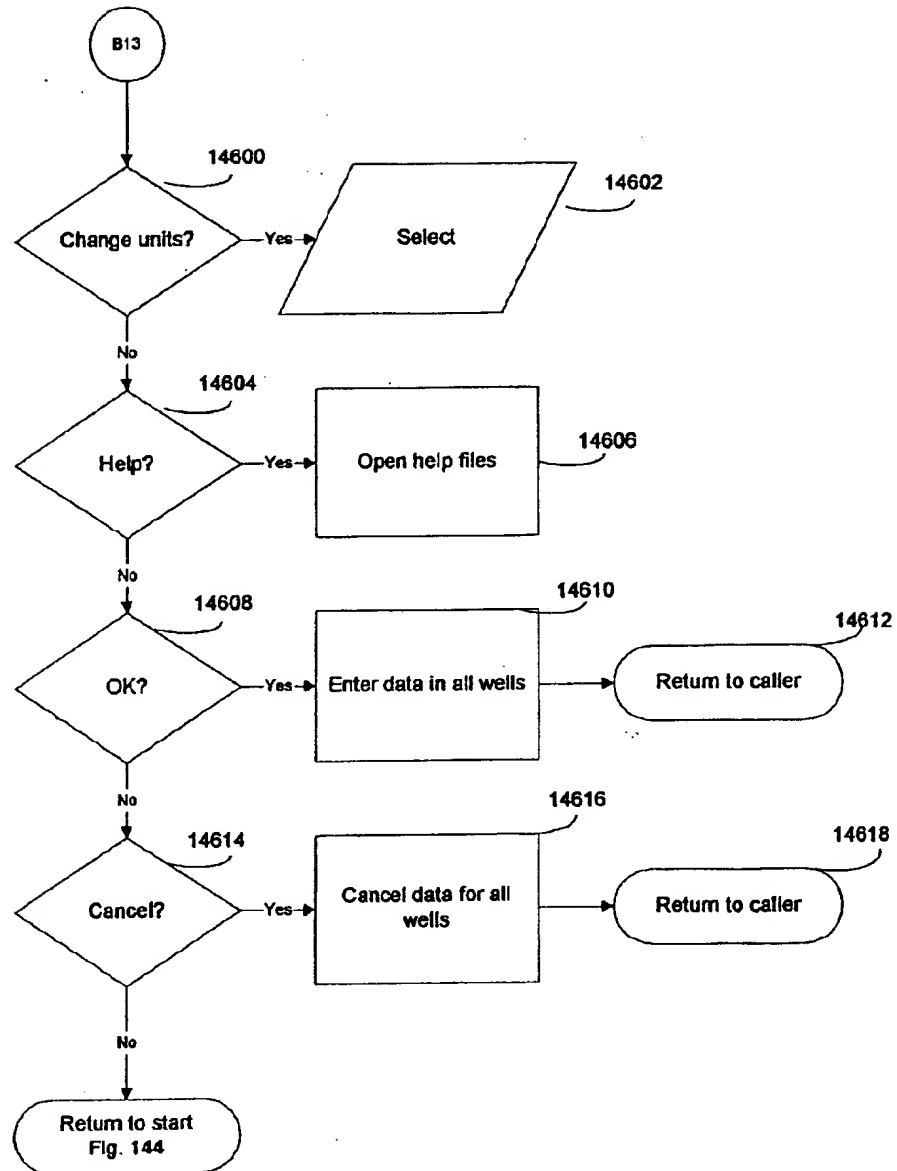 B13
14600
Change units?
Yes
Select
14602
No
14604
Help?
Yes
Open help files
14606
No
14608
OK?
Yes
14610
Enter data in all wells
14612
Return to caller
No
14614
Cancel?
Yes
14616
Cancel data for all
wells
14618
Return to caller
No
Return to start
Fig. 144